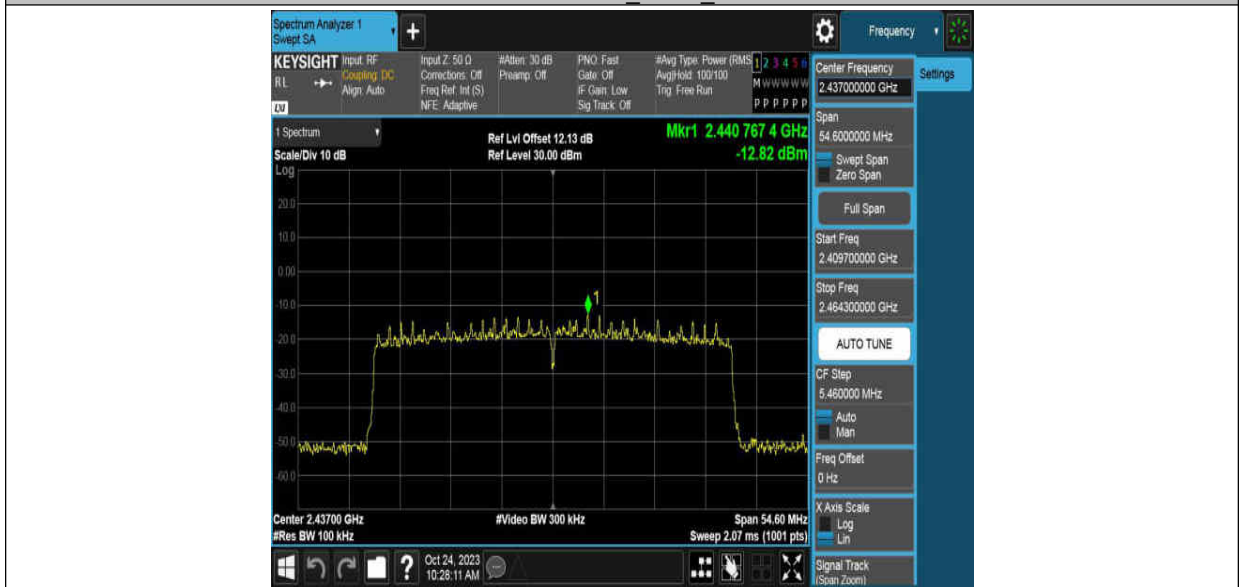 Spectrum Analyzer 1
Swept SA
+
Frequency
KEYSIGHT
RL
LXI
Input: RF
Coupling: DC
Align: Auto
Input Z: 50 Ω
Corrections: Off
Freq Ref: Int (S)
NFE: Adaptive
#Atten: 30 dB
Preamp: Off
PNO: Fast
Gate: Off
IF Gain: Low
Sig Track: Off
#Avg Type: Power (RMS
Avg|Hold: 100/100
Trig: Free Run
1 2 3 4 5 6
M W W W W W
P P P P P P
1 Spectrum
Scale/Div 10 dB
Log
Ref Lvl Offset 12.13 dB
Ref Level 30.00 dBm
Mkr1 2.440 767 4 GHz
-12.82 dBm
20.0
10.0
0.00
-10.0
-20.0
-30.0
-40.0
-50.0
-60.0
1
Center 2.43700 GHz
#Res BW 100 kHz
#Video BW 300 kHz
Span 54.60 MHz
Sweep 2.07 ms (1001 pts)
Center Frequency
2.437000000 GHz
Settings
Span
54.6000000 MHz
Swept Span
Zero Span
Full Span
Start Freq
2.409700000 GHz
Stop Freq
2.464300000 GHz
AUTO TUNE
CF Step
5.460000 MHz
Auto
Man
Freq Offset
0 Hz
X Axis Scale
Log
Lin
Signal Track
(Span Zoom)
?
Oct 24, 2023
10:28:11 AM